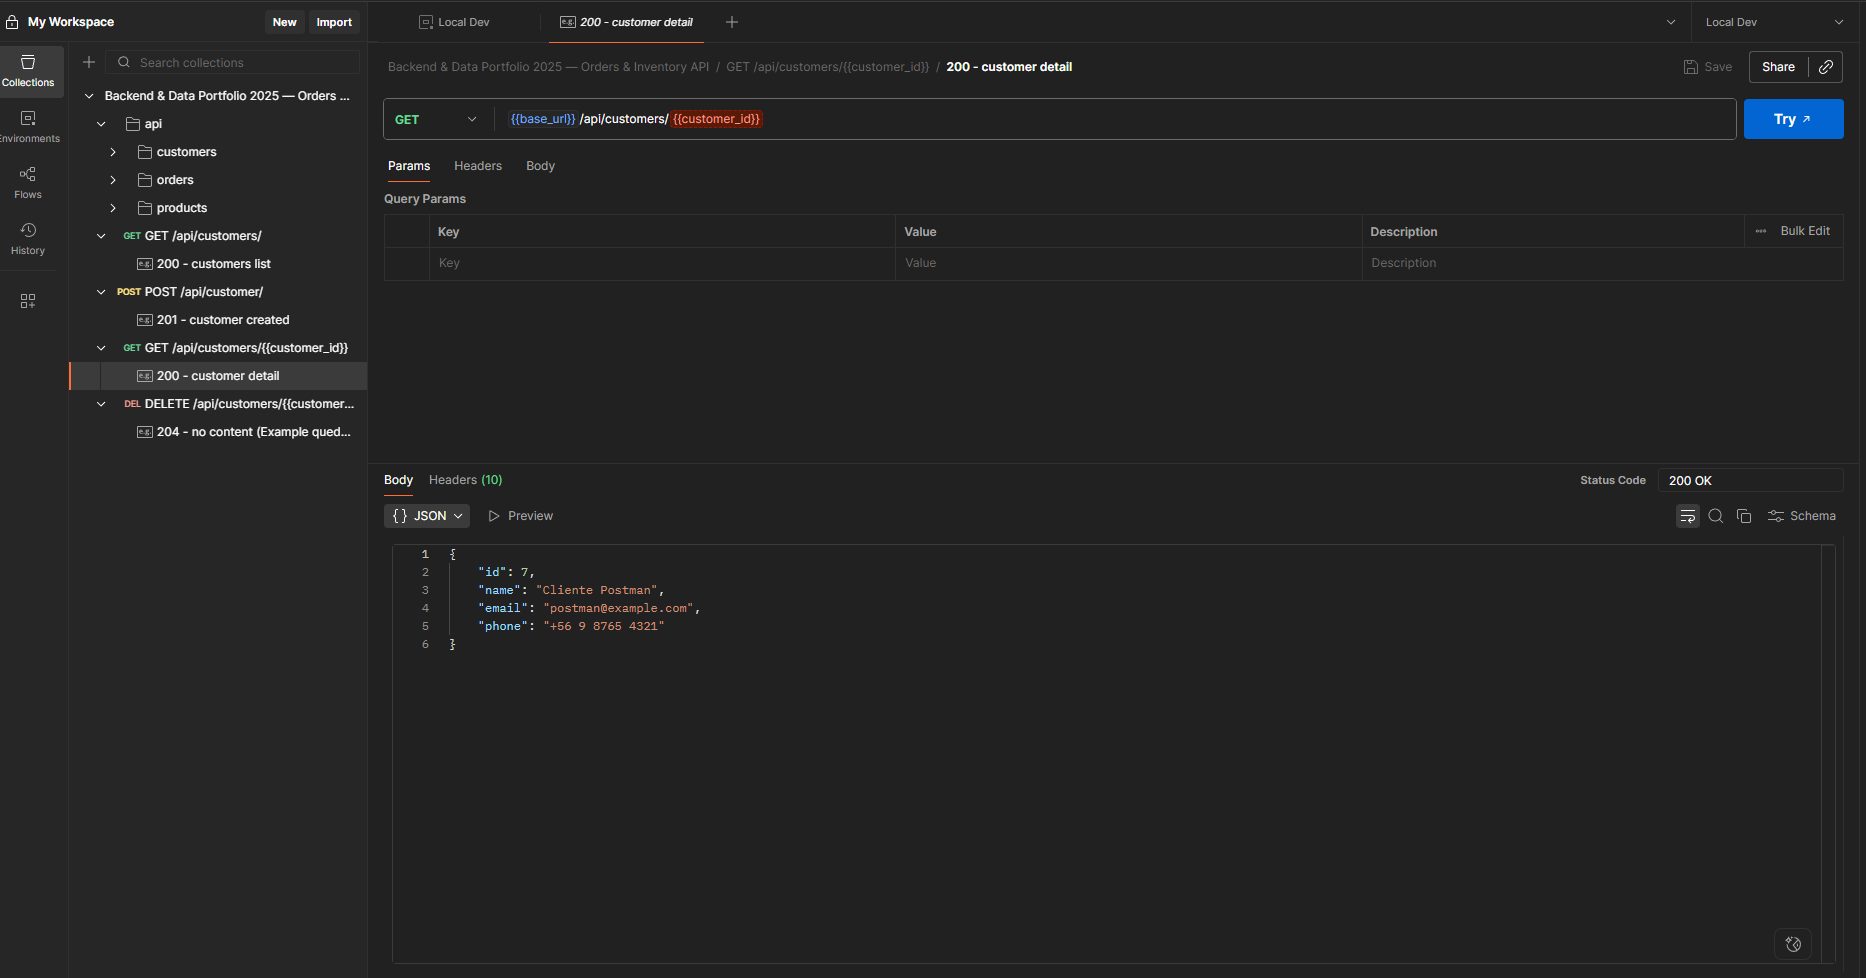 My Workspace
New
Import
Local Dev
200 - customer detail
Local Dev
Collections
Environments
Flows
History
Search collections
Backend & Data Portfolio 2025 — Orders ...
api
customers
orders
products
GET GET /api/customers/
e.g. 200 - customers list
POST POST /api/customer/
e.g. 201 - customer created
GET GET /api/customers/{{customer_id}}
e.g. 200 - customer detail
DEL DELETE /api/customers/{{customer...
e.g. 204 - no content (Example qued...
Backend & Data Portfolio 2025 — Orders & Inventory API / GET /api/customers/{{customer_id}} / 200 - customer detail
Save
Share
GET {{base_url}}/api/customers/{{customer_id}}
Try
Params Headers Body
Query Params
Key Value Description Bulk Edit
Key Value Description
Body Headers (10)
Status Code 200 OK
{} JSON Preview
Schema
1 {
2 "id": 7,
3 "name": "Cliente Postman",
4 "email": "postman@example.com",
5 "phone": "+56 9 8765 4321"
6 }